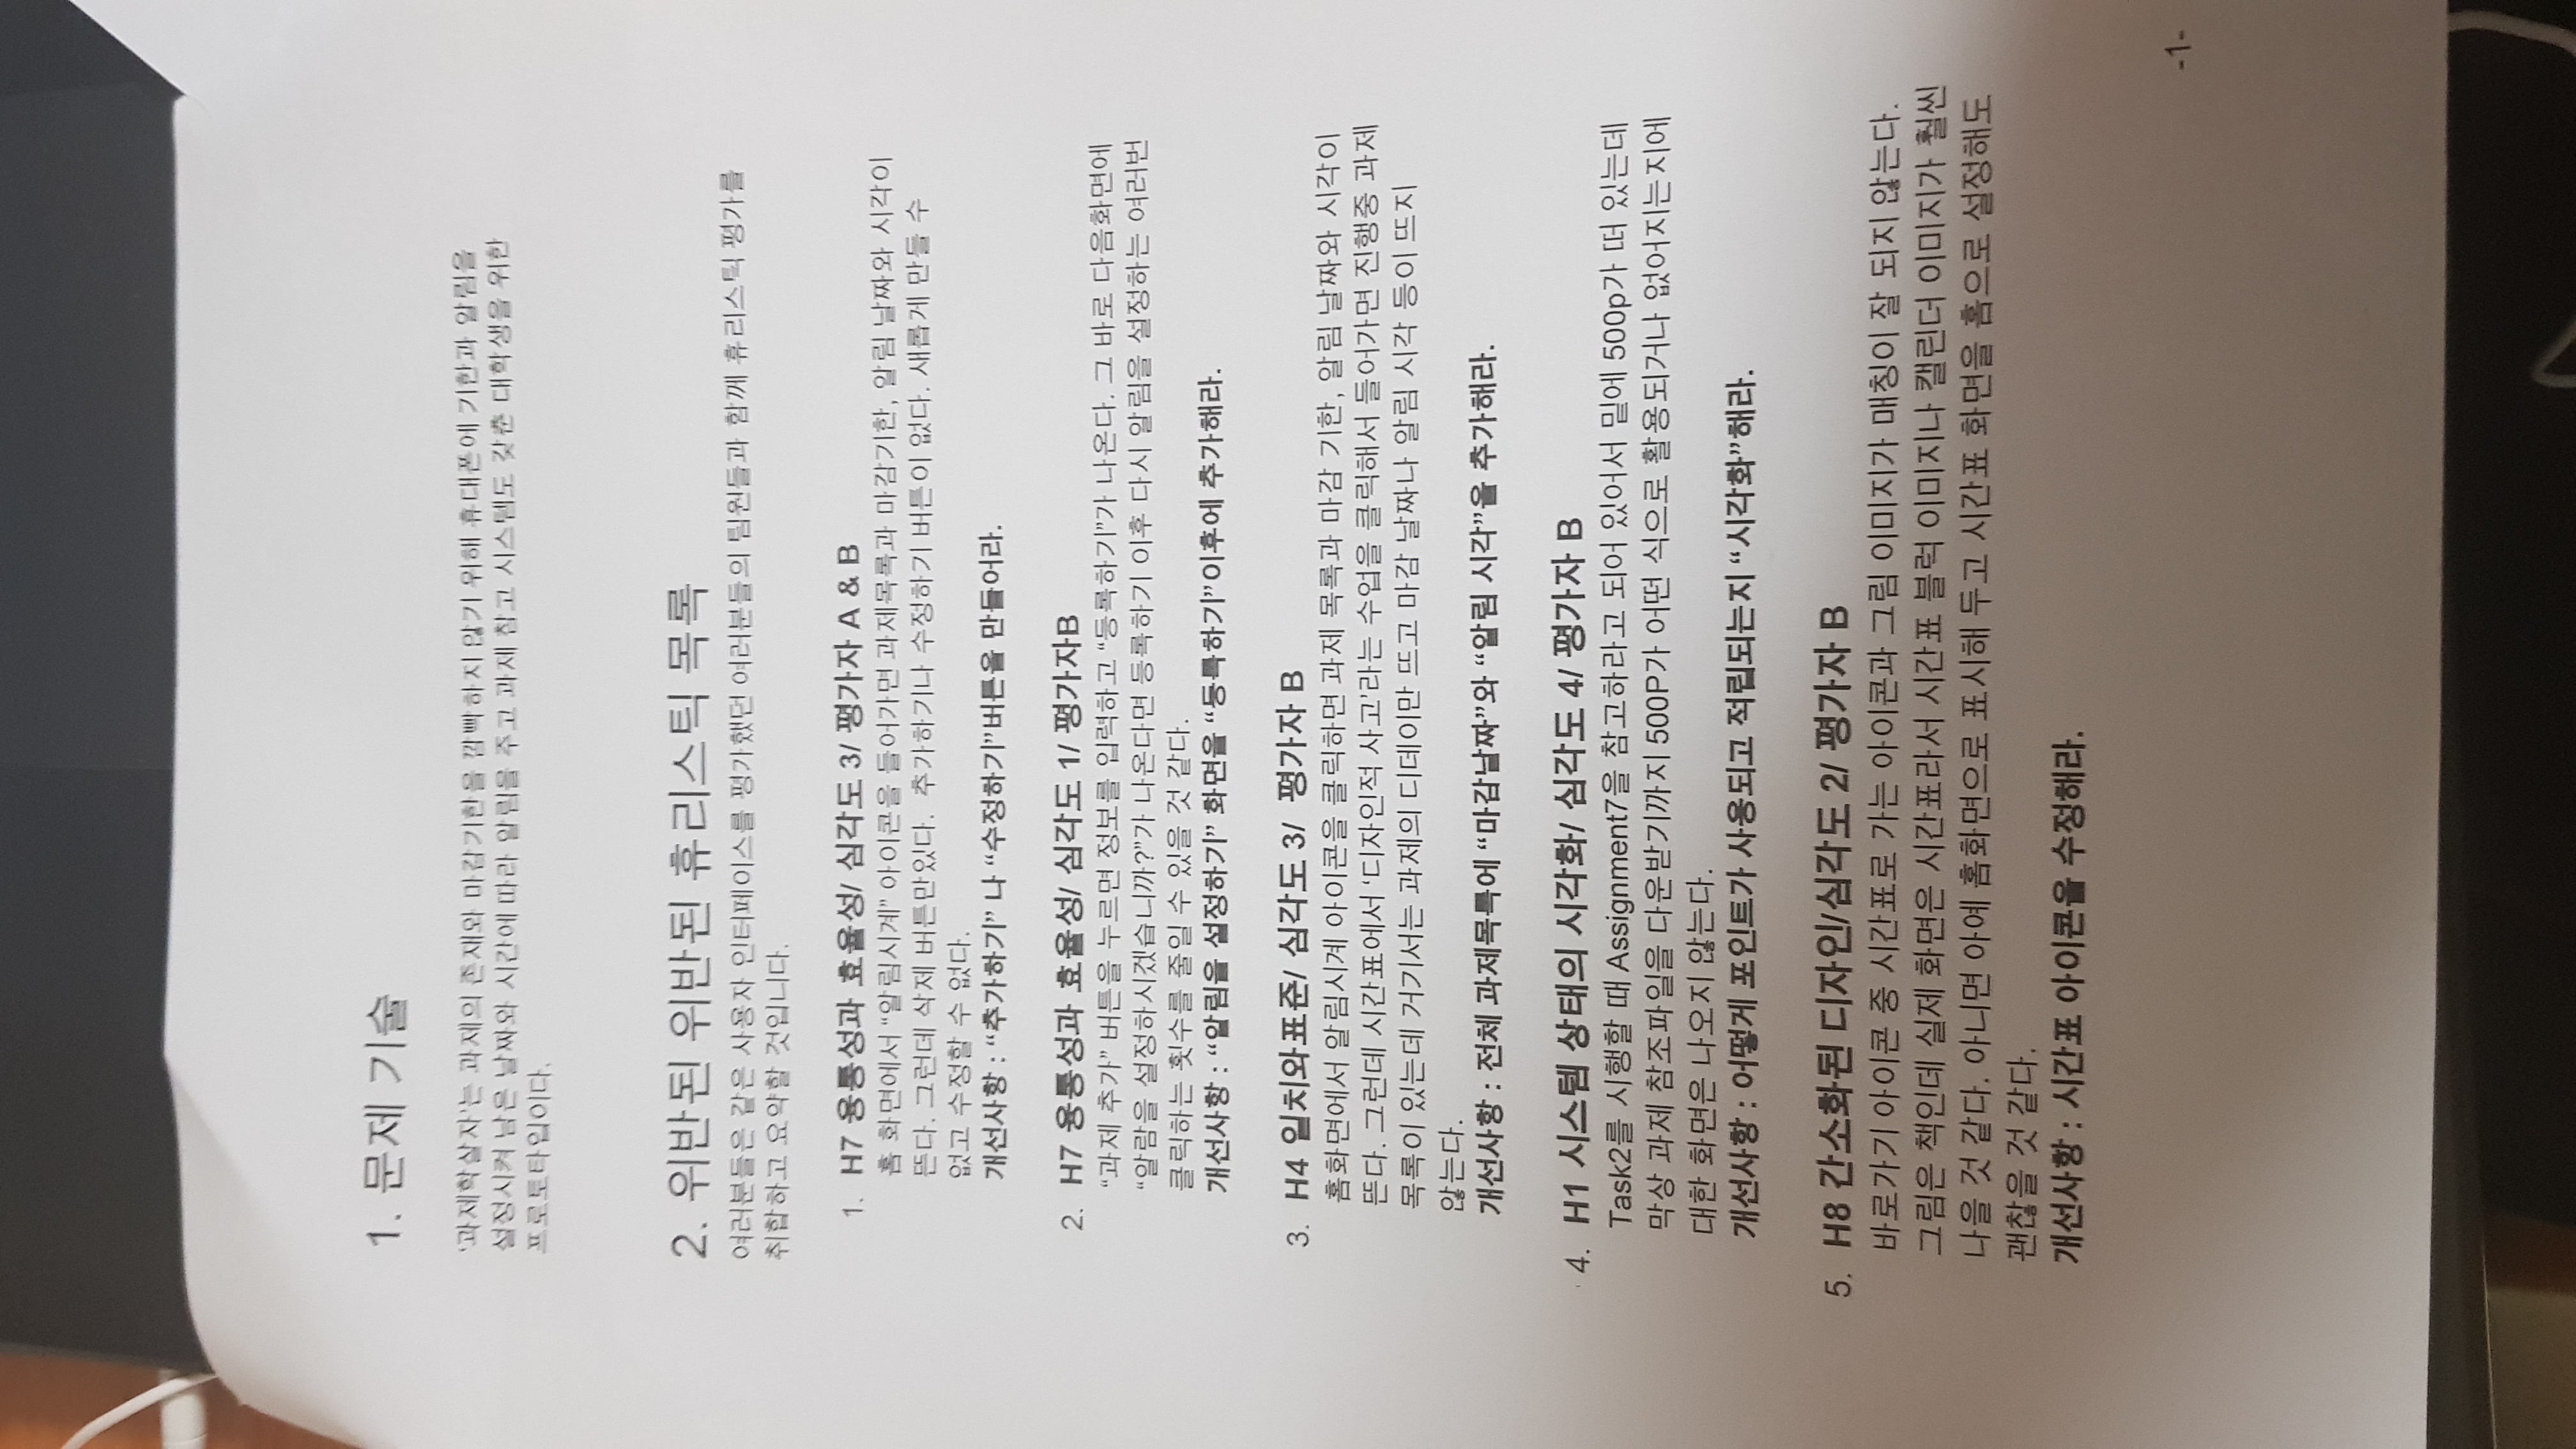 1. 문제 기술
‘과제학살자’는 과제의 존재와 마감기한을 깜빡하지 않기 위해 휴대폰에 기한과 알림을
설정시켜 남은 날짜와 시간에 따라 알림을 주고 과제 참고 시스템도 갖춘 대학생을 위한
프로토타입이다.
2. 위반된 위반된 휴리스틱 목록
여러분들은 같은 사용자 인터페이스를 평가했던 여러분들의 팀원들과 함께 휴리스틱 평가를
취합하고 요약할 것입니다.
1. H7 융통성과 효율성/ 심각도 3/ 평가자 A & B
홈 화면에서 “알림시계” 아이콘을 들어가면 과제목록과 마감기한, 알림 날짜와 시각이
뜬다. 그런데 삭제 버튼만있다. 추가하기나 수정하기 버튼이 없다. 새롭게 만들 수
없고 수정할 수 없다.
개선사항 : “추가하기” 나 “수정하기”버튼을 만들어라.
2. H7 융통성과 효율성/ 심각도 1/ 평가자B
“과제 추가” 버튼을 누르면 정보를 입력하고 “등록하기”가 나온다. 그 바로 다음화면에
“알람을 설정하시겠습니까?”가 나온다면 등록하기 이후 다시 알림을 설정하는 여러번
클릭하는 횟수를 줄일 수 있을 것 같다.
개선사항 : “알림을 설정하기” 화면을 “등록하기”이후에 추가해라.
3. H4 일치와표준/ 심각도 3/ 평가자 B
홈화면에서 알림시계 아이콘을 클릭하면 과제 목록과 마감 기한, 알림 날짜와 시각이
뜬다. 그런데 시간표에서 ‘디자인적 사고’라는 수업을 클릭해서 들어가면 진행중 과제
목록이 있는데 거기서는 과제의 디데이만 뜨고 마감 날짜나 알림 시각 등이 뜨지
않는다.
개선사항 : 전체 과제목록에 “마감날짜”와 “알림 시각”을 추가해라.
4. H1 시스템 상태의 시각화/ 심각도 4/ 평가자 B
Task2를 시행할 때 Assignment7을 참고하라고 되어 있어서 밑에 500p가 떠 있는데
막상 과제 참조파일을 다운받기까지 500P가 어떤 식으로 활용되거나 없어지는지에
대한 화면은 나오지 않는다.
개선사항 : 어떻게 포인트가 사용되고 적립되는지 “시각화”해라.
5. H8 간소화된 디자인/심각도 2/ 평가자 B
바로가기 아이콘 중 시간표로 가는 아이콘과 그림 이미지가 매칭이 잘 되지 않는다.
그림은 책인데 실제 화면은 시간표라서 시간표 블럭 이미지나 캘린더 이미지가 훨씬
나을 것 같다. 아니면 아예 홈화면으로 표시해 두고 시간표 화면을 홈으로 설정해도
괜찮을 것 같다.
개선사항 : 시간표 아이콘을 수정해라.
-1-